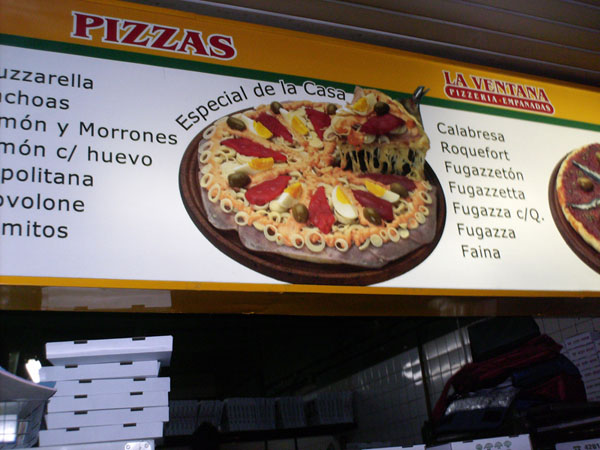 PIZZAS
LA VENTANA
PIZZERIA · EMPANADAS
uzzarella
nchoas
món y Morrones
món c/ huevo
politana
ovolone
mitos
Especial de la Casa
Calabresa
Roquefort
Fugazzetón
Fugazzetta
Fugazza c/Q.
Fugazza
Faina